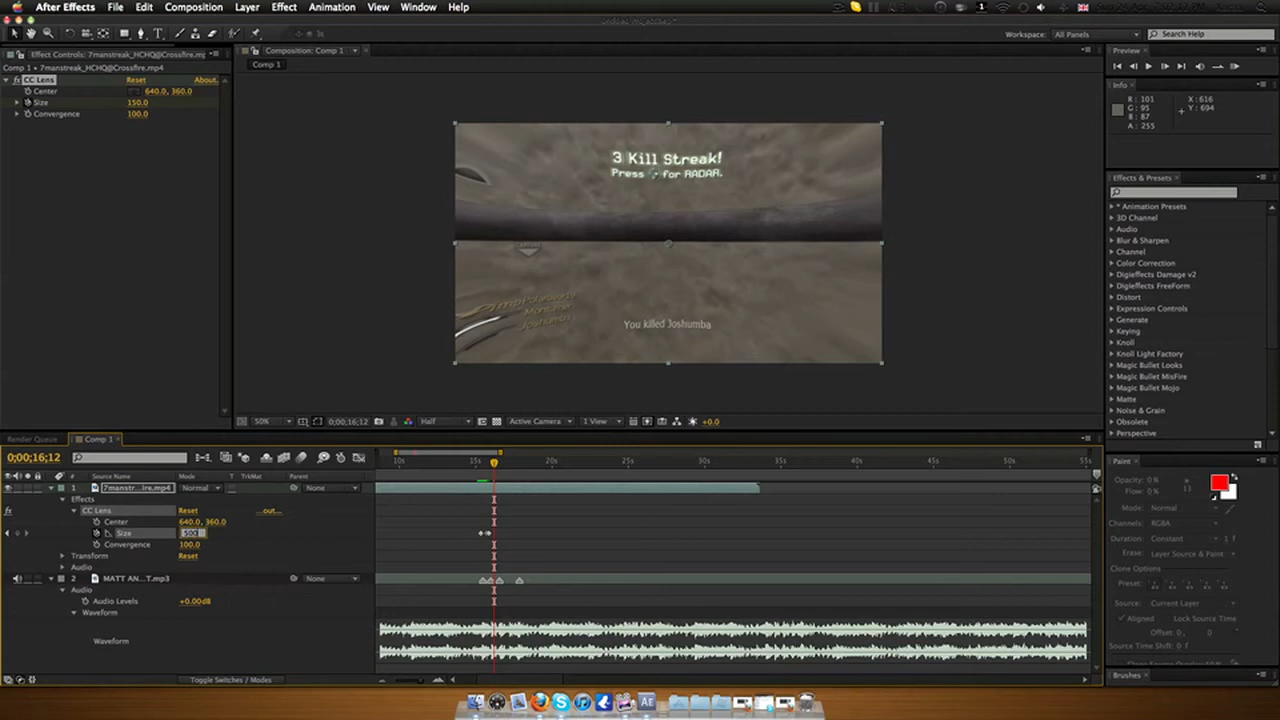 After Effects File Edit Composition Layer Effect Animation View Window Help
Workspace: All Panels Search Help
Effect Controls: 7manstreak_HCHQ@Crossfire.mp
Comp 1 • 7manstreak_HCHQ@Crossfire.mp4
CC Lens Reset About..
Center 640.0, 360.0
Size 150.0
Convergence 100.0
Composition: Comp 1
Comp 1
3 Kill Streak!
Press for RADAR.
Montener
Joshumba
You killed Joshumba
50% 0;00;16;12 Half Active Camera 1 View +0.0
Preview
Info
R : 101
G : 95
B : 87
A : 255
X : 616
Y : 694
Effects & Presets
* Animation Presets
3D Channel
Audio
Blur & Sharpen
Channel
Color Correction
Digieffects Damage v2
Digieffects FreeForm
Distort
Expression Controls
Generate
Keying
Knoll
Knoll Light Factory
Magic Bullet Looks
Magic Bullet MisFire
Magic Bullet Mojo
Matte
Noise & Grain
Obsolete
Perspective
Render Queue Comp 1
0;00;16;12
# Source Name Mode T TrkMat Parent
10s 15s 20s 25s 30s 35s 40s 45s 50s 55s
1 7manstr...ire.mp4 Normal None
Effects
CC Lens Reset ...out...
Center 640.0, 360.0
Size 500
Convergence 100.0
Transform Reset
Audio
2 MATT AN...T.mp3 None
Audio
Audio Levels +0.00dB
Waveform
Waveform
Toggle Switches / Modes
Paint
Opacity: 0 %
Flow: 0 %
Mode: Normal
Channels: RGBA
Duration: Constant 1 f
Erase: Layer Source & Paint
Clone Options
Preset:
Source: Current Layer
Aligned Lock Source Time
Offset: 0 , 0
Source Time Shift: 0 f
Brushes
Ae